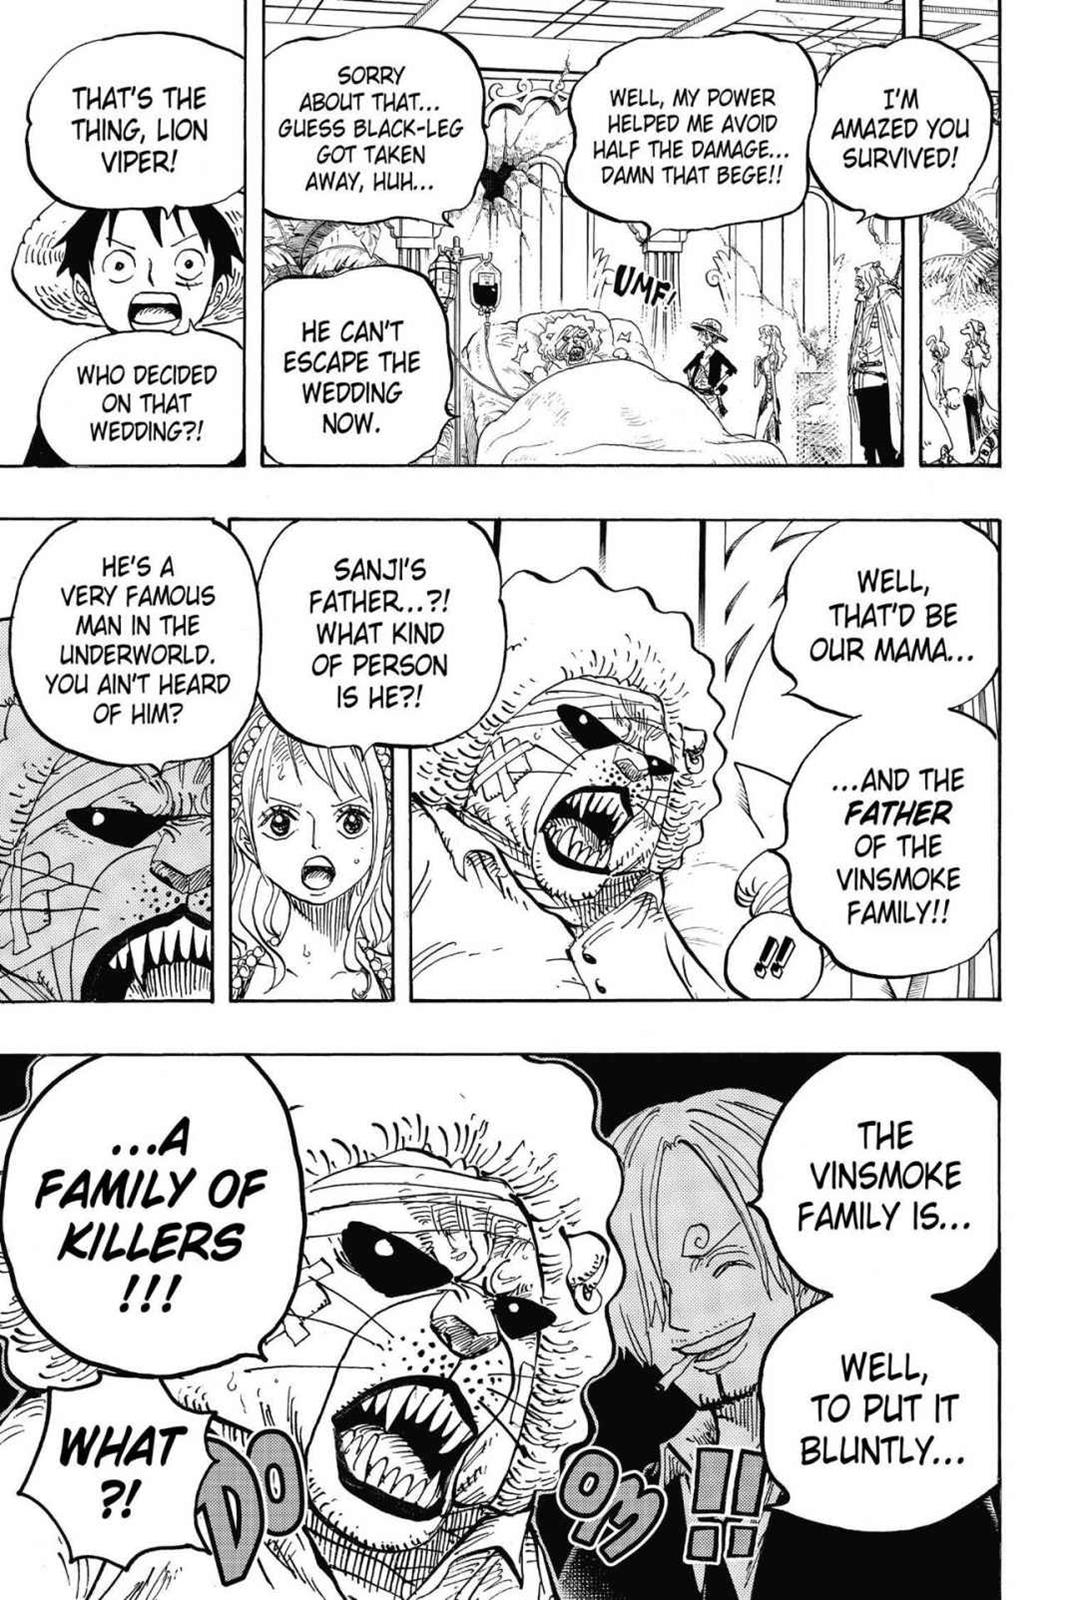 I'M
AMAZED YOU
SURVIVED!
WELL, MY POWER
HELPED ME AVOID
HALF THE DAMAGE...
DAMN THAT BEGE!!
UMF!
SORRY
ABOUT THAT...
GUESS BLACK-LEG
GOT TAKEN
AWAY, HUH...
HE CAN'T
ESCAPE THE
WEDDING
NOW.
THAT'S THE
THING, LION
VIPER!
WHO DECIDED
ON THAT
WEDDING?!
WELL,
THAT'D BE
OUR MAMA...
...AND THE
FATHER
OF THE
VINSMOKE
FAMILY!!
!!
SANJI'S
FATHER...?!
WHAT KIND
OF PERSON
IS HE?!
HE'S A
VERY FAMOUS
MAN IN THE
UNDERWORLD.
YOU AIN'T HEARD
OF HIM?
THE
VINSMOKE
FAMILY IS...
WELL,
TO PUT IT
BLUNTLY...
...A
FAMILY OF
KILLERS
!!!
WHAT
?!
DOOM!!